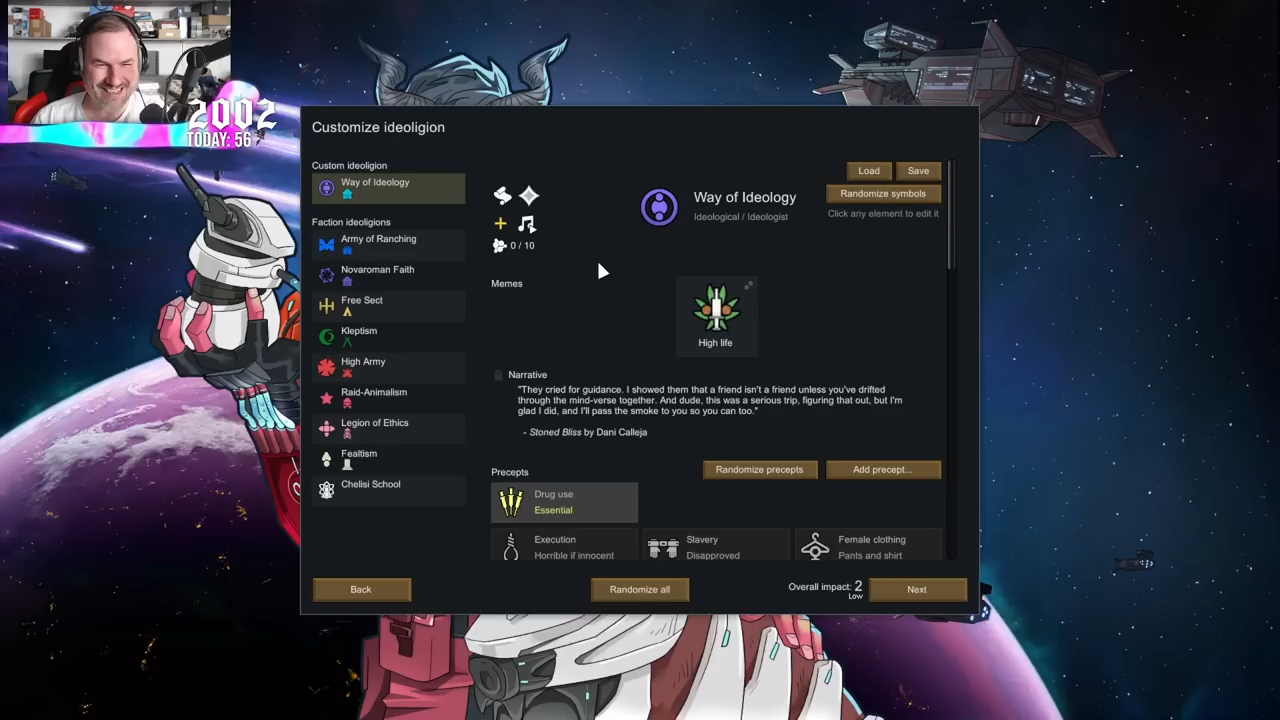 2002
TODAY: 56
Customize ideoligion
Custom ideoligion
Way of Ideology
Faction ideoligions
Army of Ranching
Novaroman Faith
Free Sect
Kleptism
High Army
Raid-Animalism
Legion of Ethics
Fealtism
Chelisi School
0 / 10
Way of Ideology
Ideological / Ideologist
Load
Save
Randomize symbols
Click any element to edit it
Memes
High life
Narrative
"They cried for guidance. I showed them that a friend isn't a friend unless you've drifted
through the mind-verse together. And dude, this was a serious trip, figuring that out, but I'm
glad I did, and I'll pass the smoke to you so you can too."
- Stoned Bliss by Dani Calleja
Precepts
Randomize precepts
Add precept...
Drug use
Essential
Execution
Horrible if innocent
Slavery
Disapproved
Female clothing
Pants and shirt
Back
Randomize all
Overall impact: 2
Low
Next